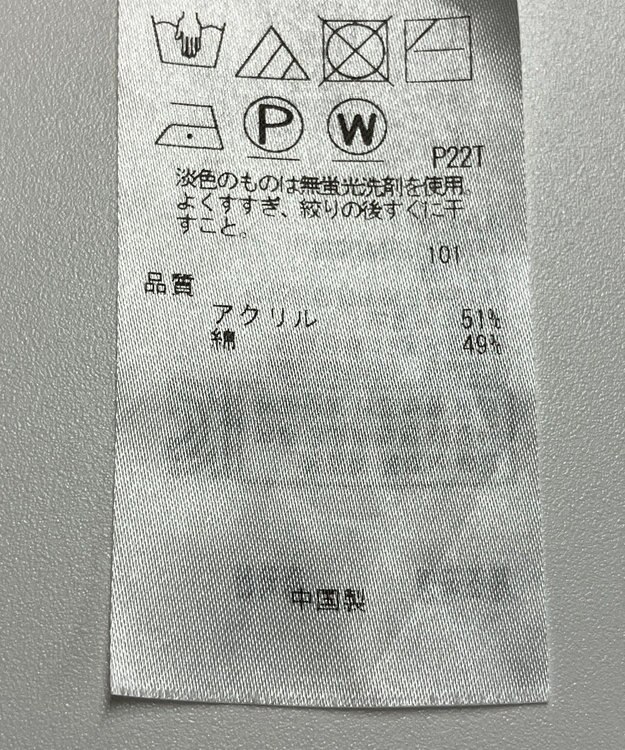 P
W
P22T
淡色のものは無蛍光洗剤を使用。
よくすすぎ、絞りの後すぐに干
すこと。
101
品質
アクリル 51%
綿 49%
中国製